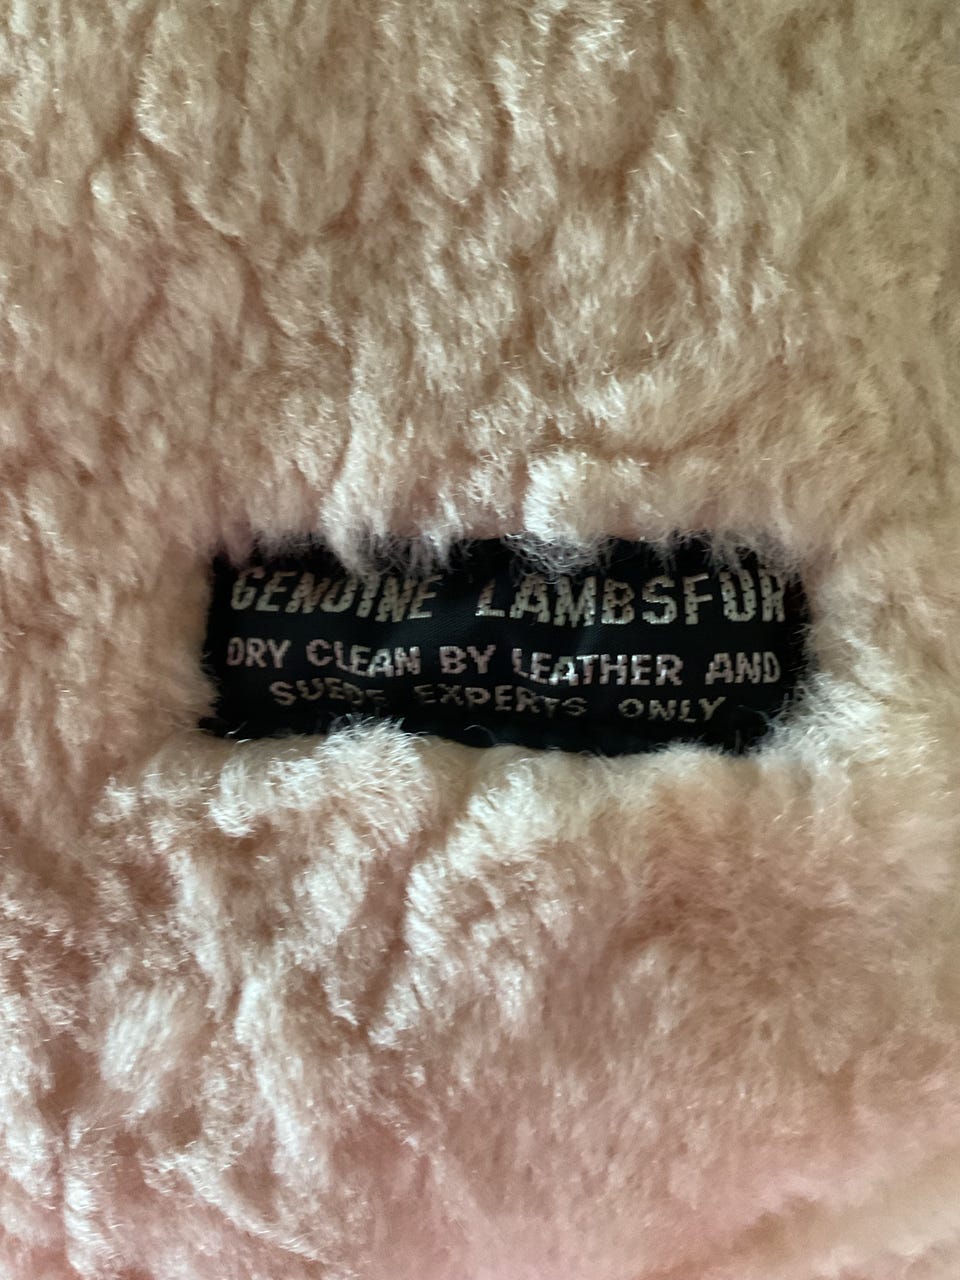 GENUINE LAMBSFUR
DRY CLEAN BY LEATHER AND
SUEDE EXPERTS ONLY